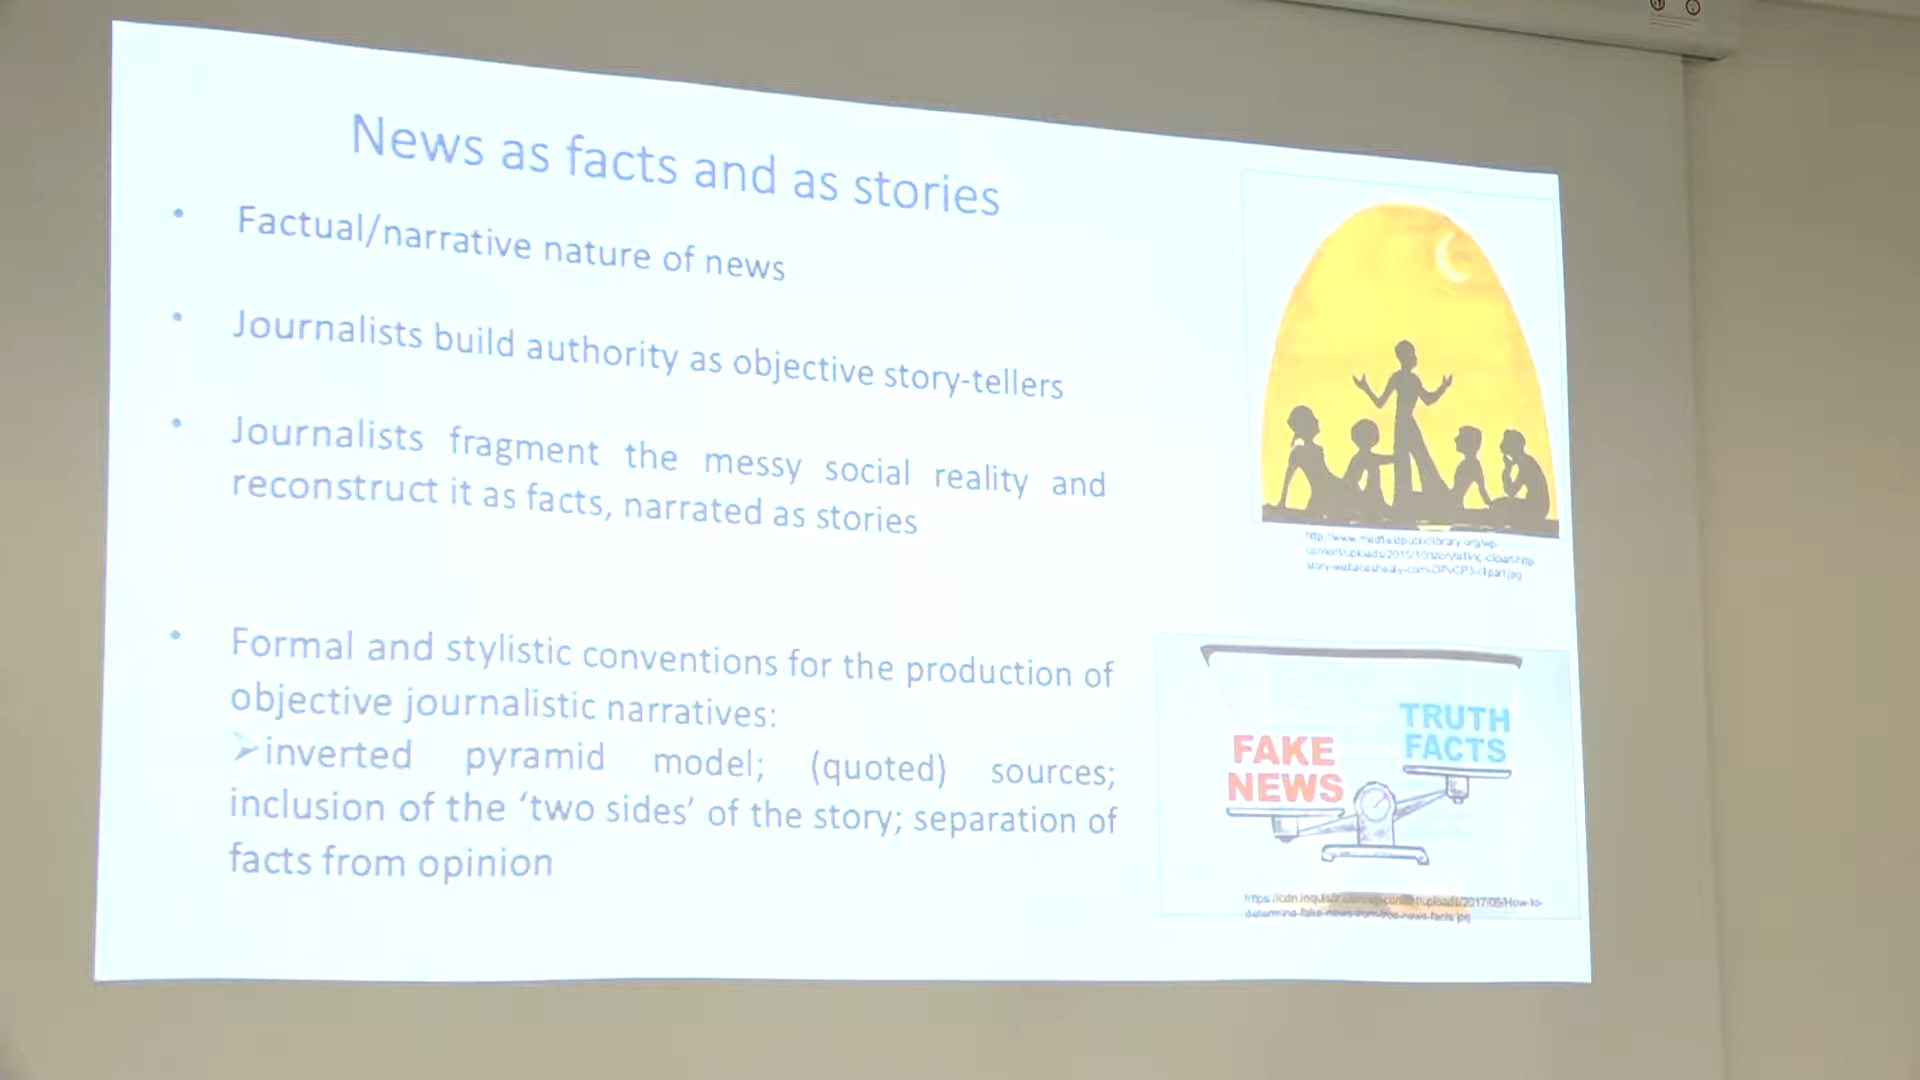 News as facts and as stories
• Factual/narrative nature of news
• Journalists build authority as objective story-tellers
• Journalists fragment the messy social reality and
reconstruct it as facts, narrated as stories
• Formal and stylistic conventions for the production of
objective journalistic narratives:
➤inverted pyramid model; (quoted) sources;
inclusion of the ‘two sides’ of the story; separation of
facts from opinion
FAKE
NEWS
TRUTH
FACTS